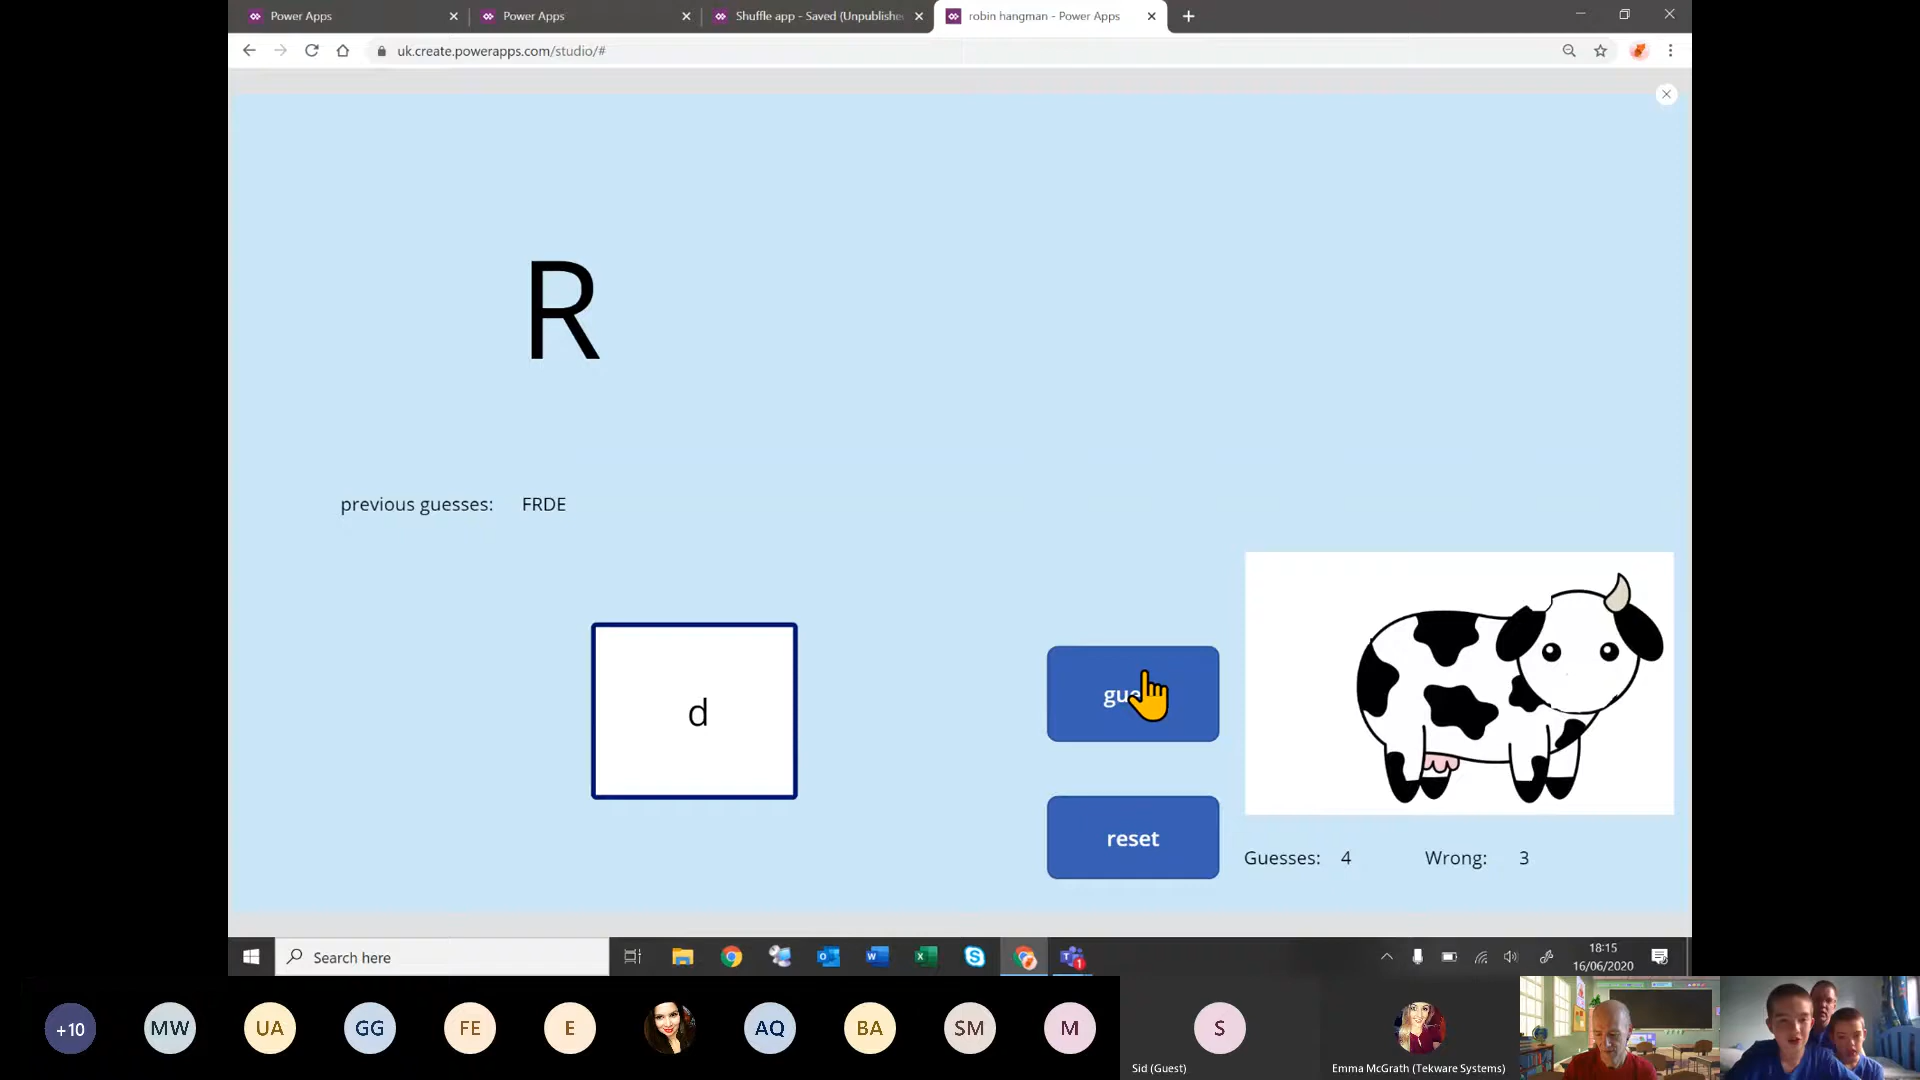 Power Apps
Power Apps
Shuffle app - Saved (Unpublishe
robin hangman - Power Apps
uk.create.powerapps.com/studio/#
R
previous guesses: FRDE
d
gue
reset
Guesses: 4 Wrong: 3
Search here
18:15
16/06/2020
+10
MW
UA
GG
FE
E
AQ
BA
SM
M
S
Sid (Guest)
Emma McGrath (Tekware Systems)